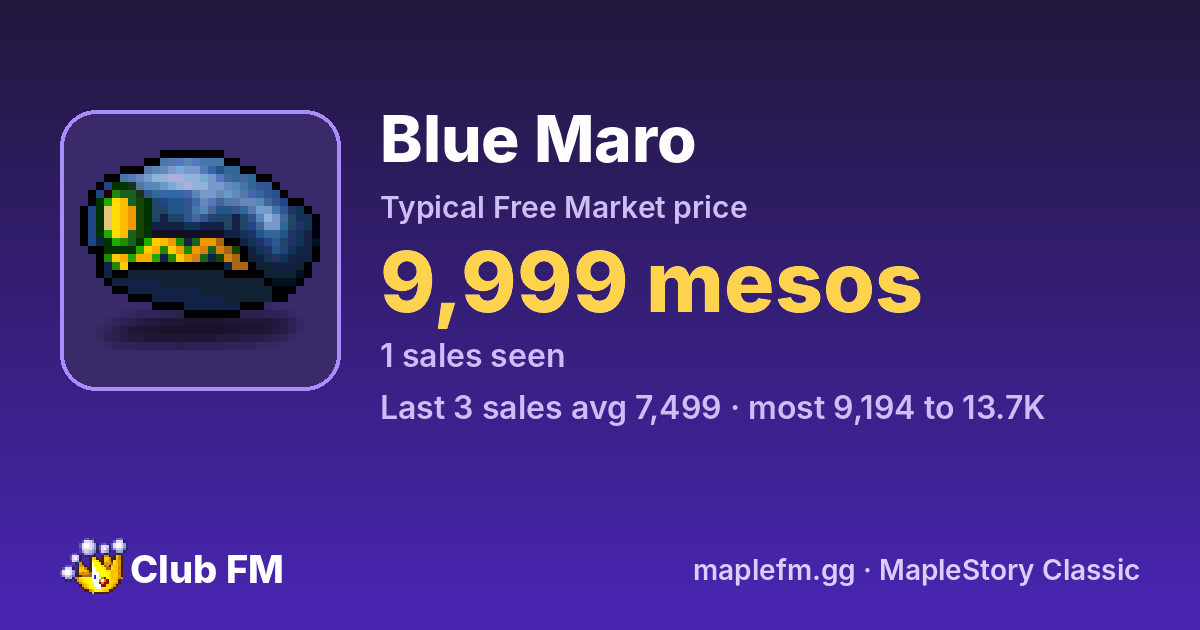 Blue Maro
Typical Free Market price
9,999 mesos
1 sales seen
Last 3 sales avg 7,499 · most 9,194 to 13.7K
Club FM
maplefm.gg · MapleStory Classic